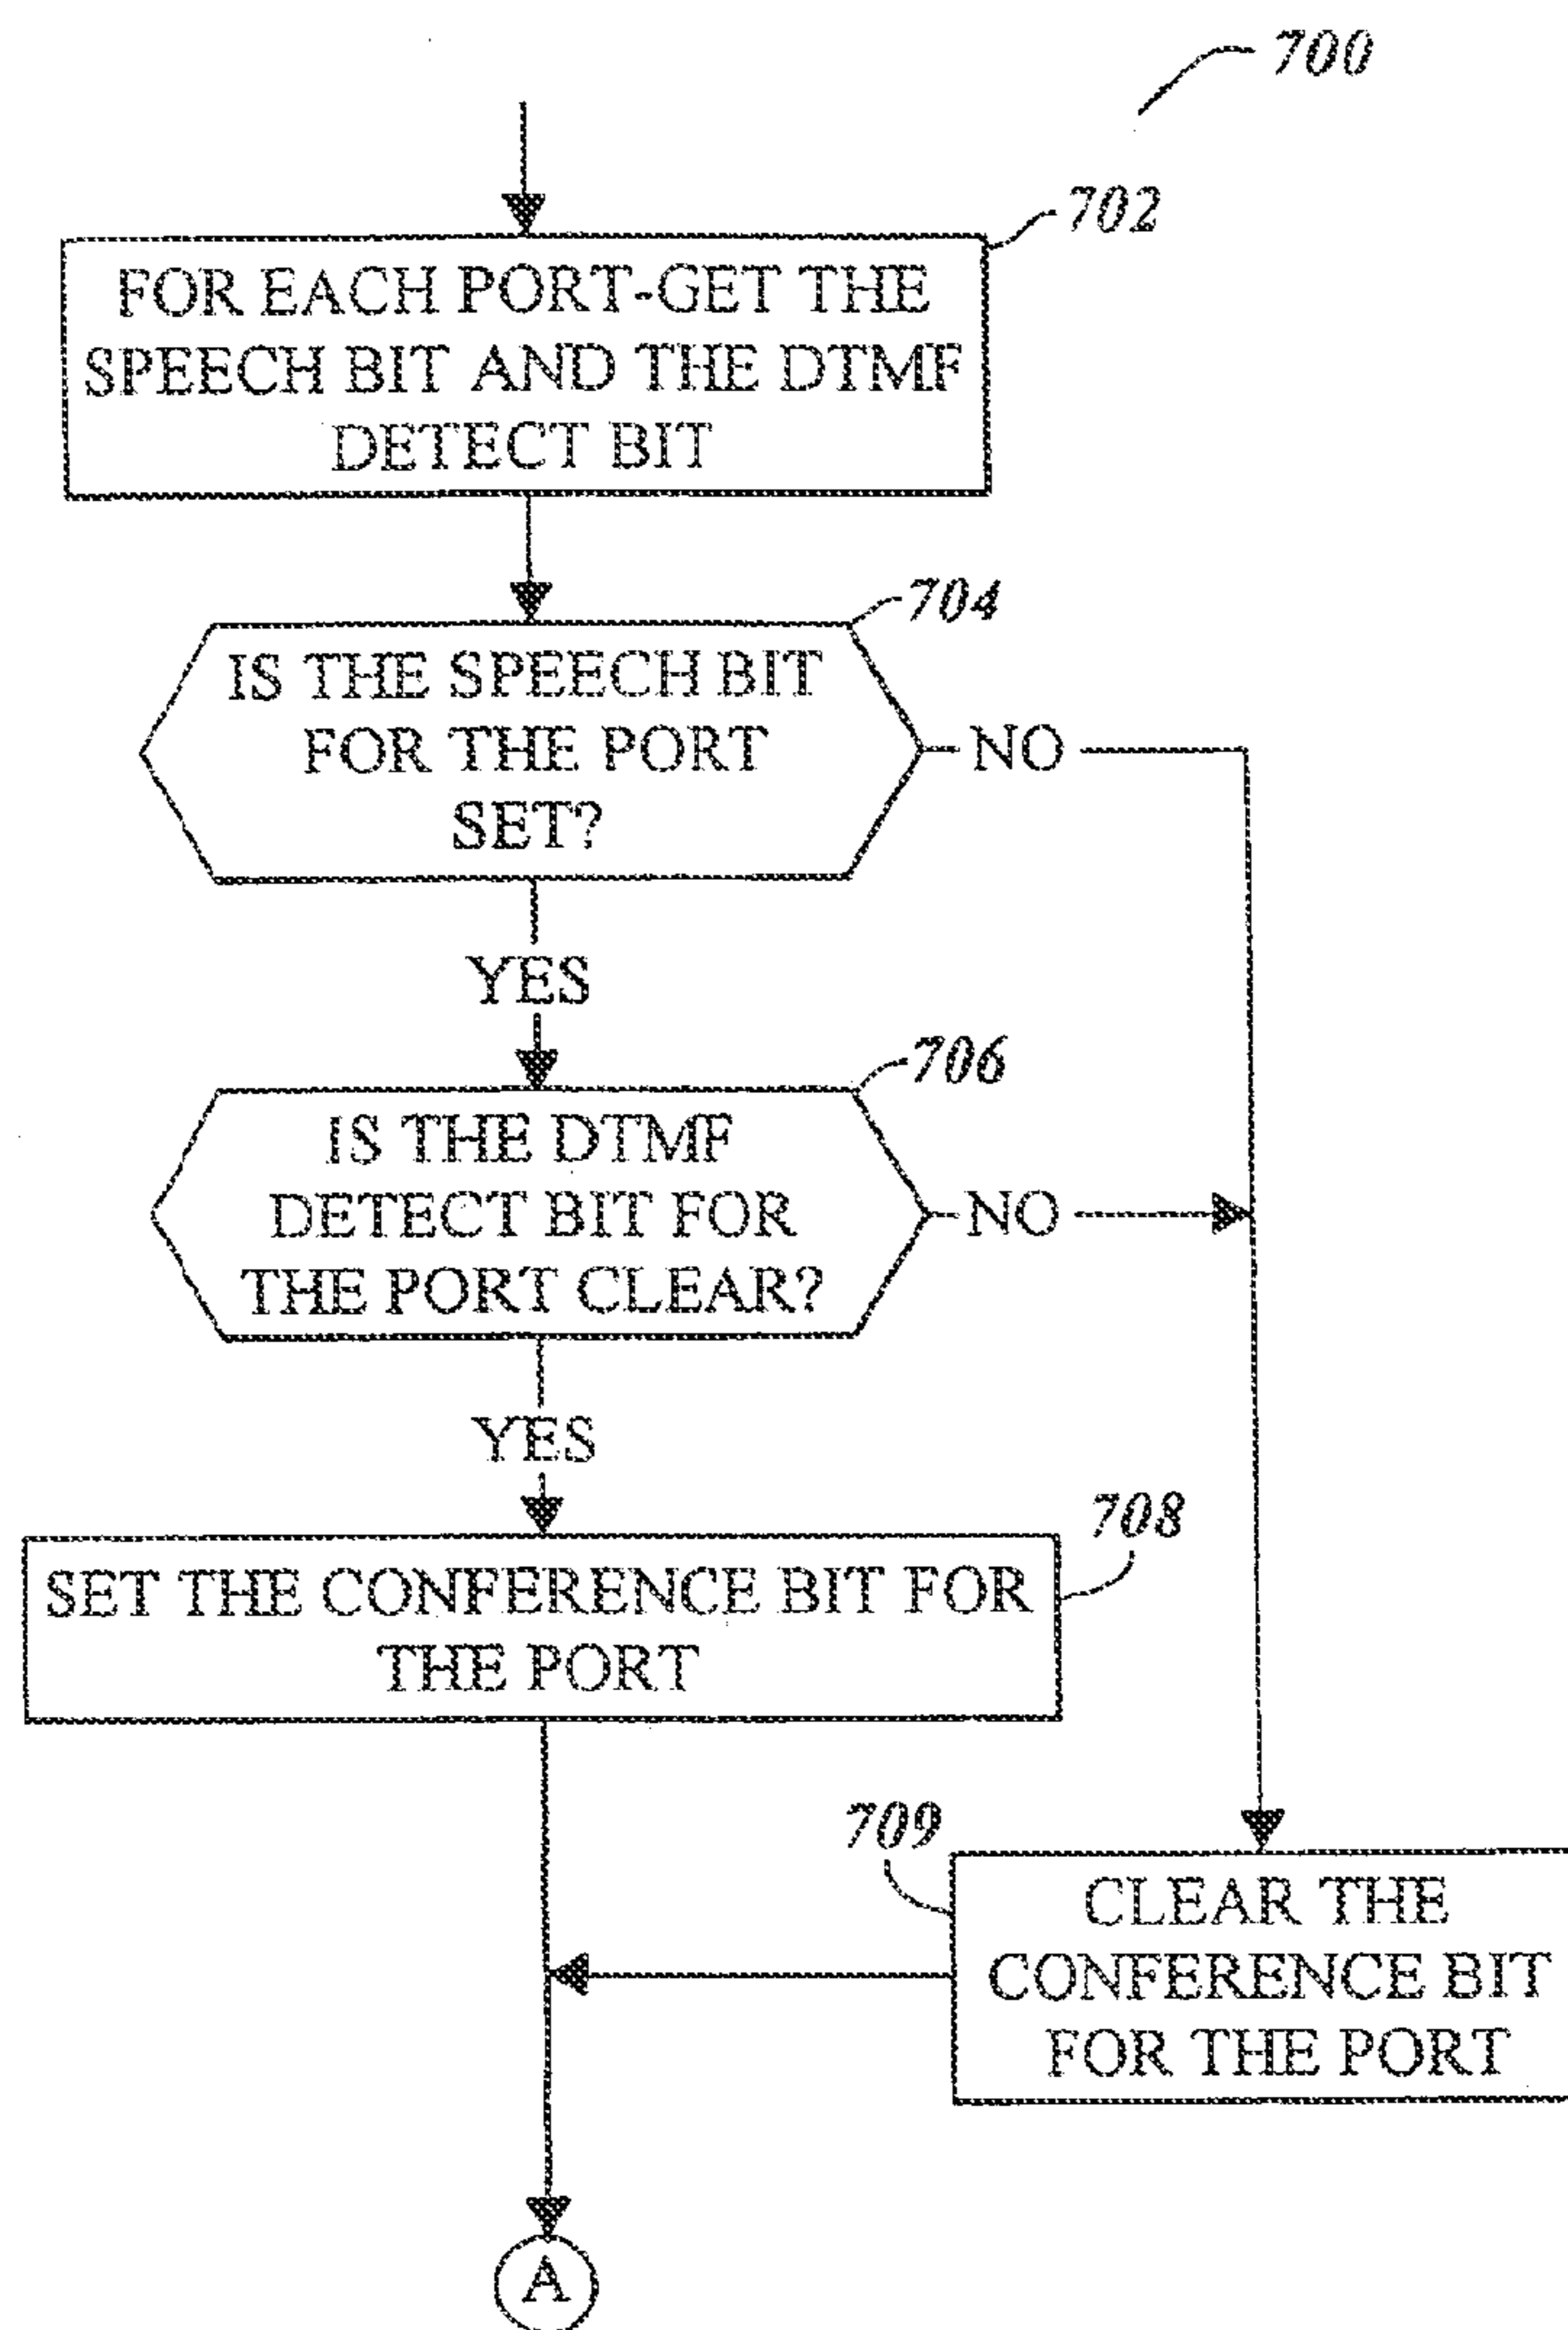 700
702
FOR EACH PORT-GET THE
SPEECH BIT AND THE DTMF
DETECT BIT
704
IS THE SPEECH BIT
FOR THE PORT
SET?
NO
YES
706
IS THE DTMF
DETECT BIT FOR
THE PORT CLEAR?
NO
YES
708
SET THE CONFERENCE BIT FOR
THE PORT
709
CLEAR THE
CONFERENCE BIT
FOR THE PORT
A